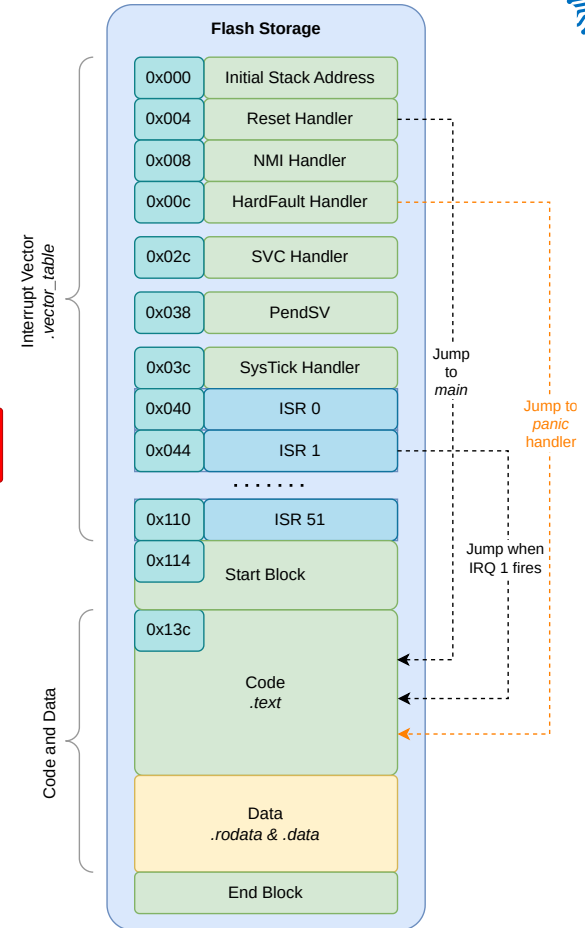 Flash Storage
0x000 Initial Stack Address
0x004 Reset Handler
0x008 NMI Handler
0x00c HardFault Handler
0x02c SVC Handler
0x038 PendSV
0x03c SysTick Handler
0x040 ISR 0
0x044 ISR 1
. . . . . . .
0x110 ISR 51
0x114
Start Block
0x13c
Code
.text
Data
.rodata & .data
End Block
Interrupt Vector
.vector_table
Code and Data
Jump
to
main
Jump to
panic
handler
Jump when
IRQ 1 fires